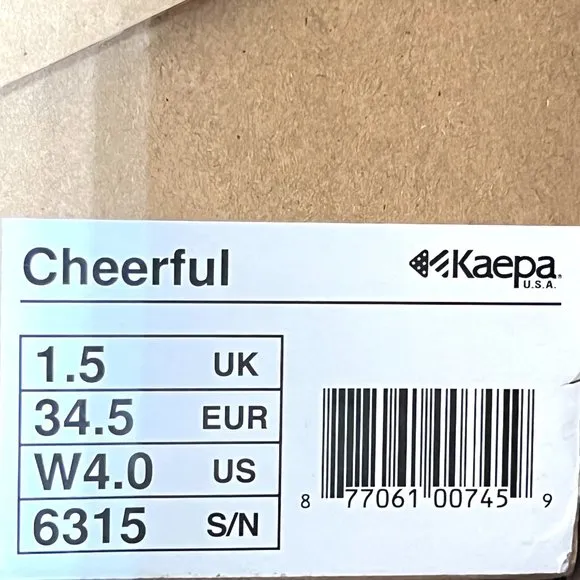 Cheerful
Kaepa®
U.S.A.
1.5 UK
34.5 EUR
W4.0 US
6315 S/N
8 77061 00745 9